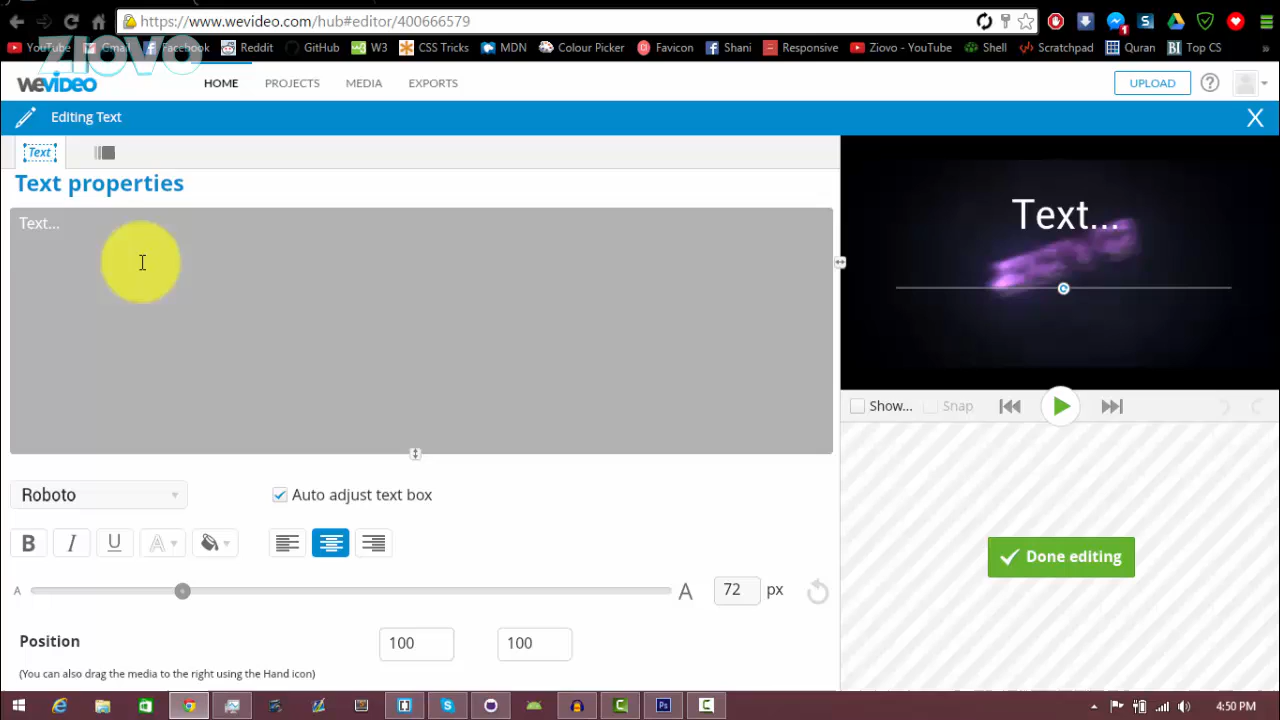 https://www.wevideo.com/hub#editor/400666579
YouTube Gmail Facebook Reddit GitHub W3 CSS Tricks MDN Colour Picker Favicon Shani Responsive Ziovo - YouTube Shell Scratchpad Quran Top CS »
ZIOVO
WEVIDEO HOME PROJECTS MEDIA EXPORTS UPLOAD ?
Editing Text X
Text
Text properties
Text...
Text...
Show... Snap
Roboto Auto adjust text box
B I U A
Done editing
A A 72 px
Position 100 100
(You can also drag the media to the right using the Hand icon)
4:50 PM